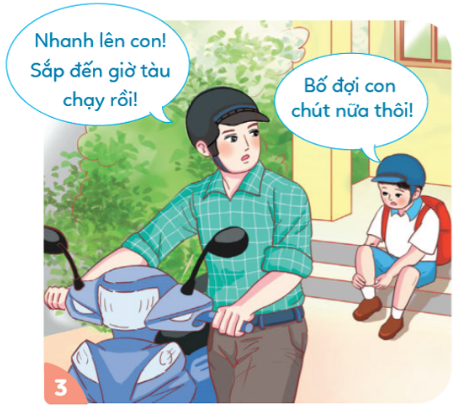 Nhanh lên con!
Sắp đến giờ tàu
chạy rồi!
Bố đợi con
chút nữa thôi!
3